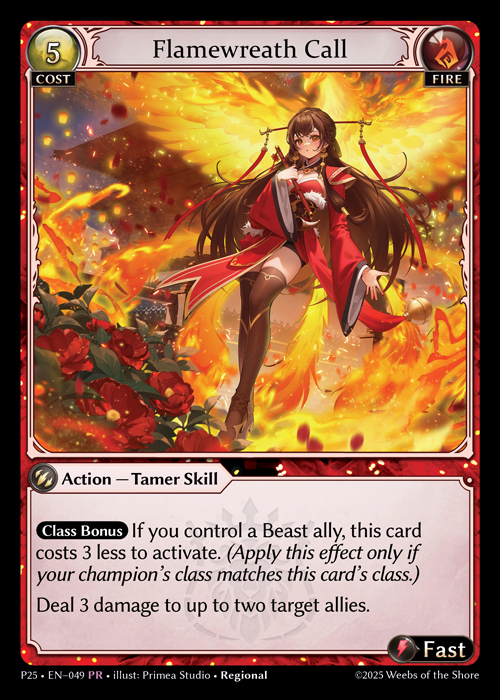 5
Flamewreath Call
COST
FIRE
Action — Tamer Skill
Class Bonus If you control a Beast ally, this card
costs 3 less to activate. (Apply this effect only if
your champion's class matches this card's class.)
Deal 3 damage to up to two target allies.
Fast
P25 • EN–049 PR • illust: Primea Studio • Regional
©2025 Weebs of the Shore